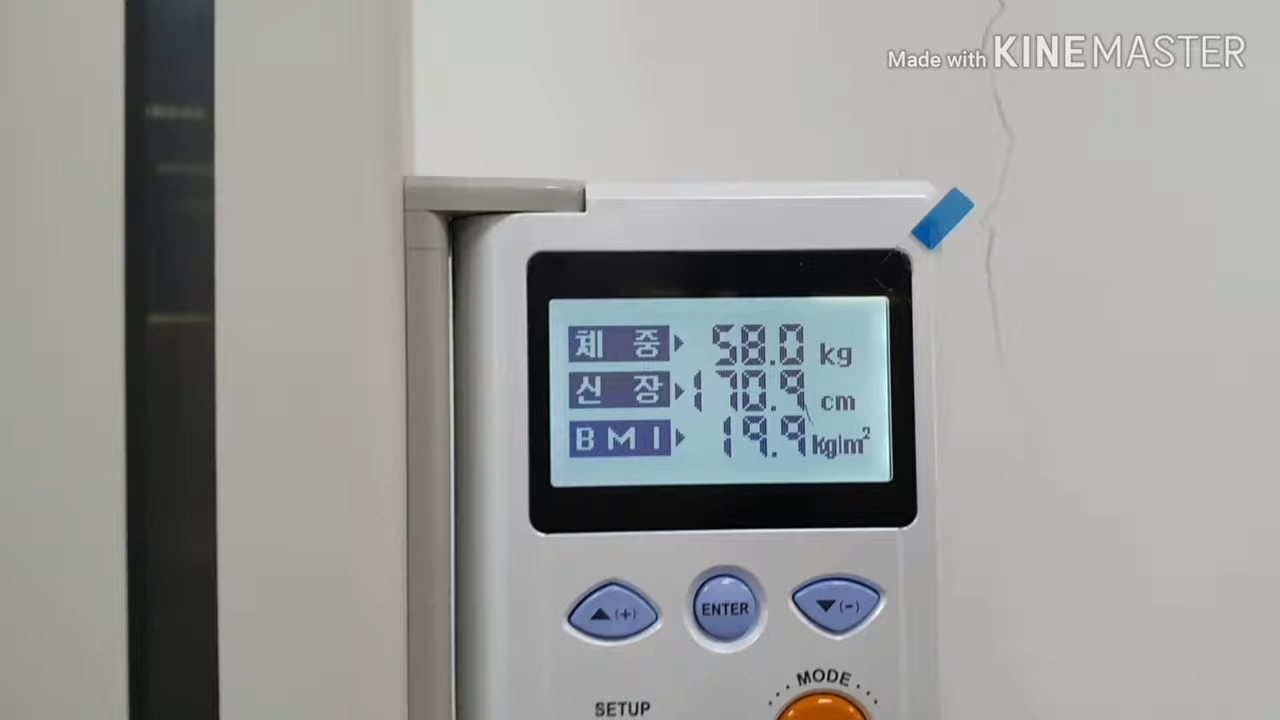 Made with KINEMASTER
체 중 58.0 kg
신 장 170.9 cm
BMI 19.9 kg/m²
▲(+) ENTER ▼(-)
MODE
SETUP